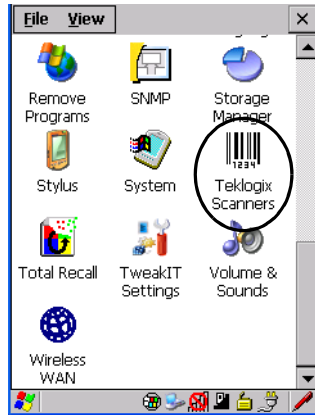 File View
Remove Programs
SNMP
Storage Manager
Stylus
System
1234
Teklogix Scanners
Total Recall
TweakIT Settings
Volume & Sounds
Wireless WAN